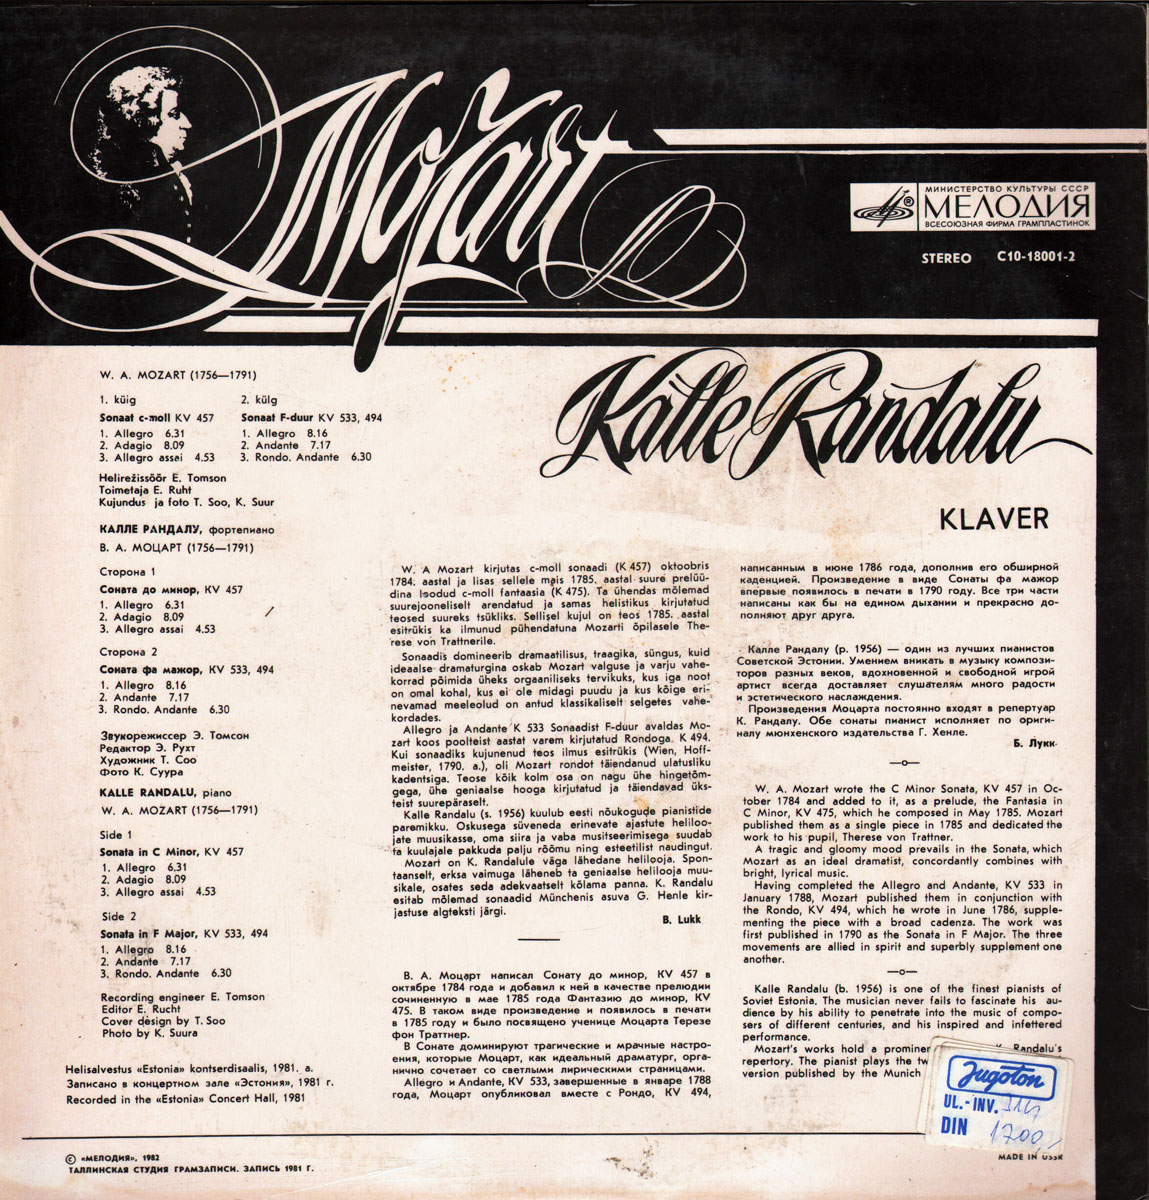 Mozart
МИНИСТЕРСТВО КУЛЬТУРЫ СССР
МЕЛОДИЯ
ВСЕСОЮЗНАЯ ФИРМА ГРАМПЛАСТИНОК
STEREO C10-18001-2
Kalle Randalu
KLAVER
W. A. MOZART (1756—1791)
1. küig 2. külg
Sonaat c-moll KV 457 Sonaat F-duur KV 533, 494
1. Allegro 6.31 1. Allegro 8.16
2. Adagio 8.09 2. Andante 7.17
3. Allegro assai 4.53 3. Rondo. Andante 6.30
Helirežissöör E. Tomson
Toimetaja E. Ruht
Kujundus ja foto T. Soo, K. Suur
КАЛЛЕ РАНДАЛУ, фортепиано
В. А. МОЦАРТ (1756—1791)
Сторона 1
Соната до минор, KV 457
1. Allegro 6.31
2. Adagio 8.09
3. Allegro assai 4.53
Сторона 2
Соната фа мажор, KV 533, 494
1. Allegro 8.16
2. Andante 7.17
3. Rondo. Andante 6.30
Звукорежиссер Э. Томсон
Редактор Э. Рухт
Художник Т. Соо
Фото К. Суура
KALLE RANDALU, piano
W. A. MOZART (1756—1791)
Side 1
Sonata in C Minor, KV 457
1. Allegro 6.31
2. Adagio 8.09
3. Allegro assai 4.53
Side 2
Sonata in F Major, KV 533, 494
1. Allegro 8.16
2. Andante 7.17
3. Rondo. Andante 6.30
Recording engineer E. Tomson
Editor E. Rucht
Cover design by T. Soo
Photo by K. Suura
Helisalvestus «Estonia» kontserdisaalis, 1981. a.
Записано в концертном зале «Эстония», 1981 г.
Recorded in the «Estonia» Concert Hall, 1981
W. A Mozart kirjutas c-moll sonaadi (K 457) oktoobris
1784. aastal ja lisas sellele mais 1785. aastal suure prelüü-
dina loodud c-moll fantaasia (K 475). Ta ühendas mõlemad
suurejooneliselt arendatud ja samas helistikus kirjutatud
teosed suureks tsükliks. Sellisel kujul on teos 1785. aastal
esitrükis ka ilmunud pühendatuna Mozarti õpilasele The-
rese von Trattnerile.
Sonaadis domineerib dramaatilisus, traagika, süngus, kuid
ideaalse dramaturgina oskab Mozart valguse ja varju vahe-
korrad põimida üheks orgaaniliseks tervikuks, kus iga noot
on omal kohal, kus ei ole midagi puudu ja kus kõige eri-
nevamad meeleolud on antud klassikaliselt selgetes vahe-
kordades.
Allegro ja Andante K 533 Sonaadist F-duur avaldas Mo-
zart koos poolteist aastat varem kirjutatud Rondoga K. 494.
Kui sonaadiks kujunenud teos ilmus esitrükis (Wien, Hoff-
meister, 1790. a.), oli Mozart rondot täiendanud ulatusliku
kadentsiga. Teose kõik kolm osa on nagu ühe hingetõm-
gega, ühe geniaalse hooga kirjutatud ja täiendavad üks-
teist suurepäraselt.
Kalle Randalu (s. 1956) kuulub eesti nõukogude pianistide
paremikku. Oskusega süveneda erinevate ajastute heliloo-
jate muusikasse, oma siira ja vaba musitseerimisega suudab
ta kuulajale pakkuda palju rõõmu ning esteetilist naudingut.
Mozart on K. Randalule väga lähedane helilooja. Spon-
taanselt, erksa vaimuga läheneb ta geniaalse helilooja muu-
sikale, osates seda adekvaatselt kõlama panna. K. Randalu
esitab mõlemad sonaadid Münchenis asuva G. Henle kir-
jastuse algteksti järgi.
B. Lukk
В. А. Моцарт написал Сонату до минор, KV 457 в
октябре 1784 года и добавил к ней в качестве прелюдии
сочиненную в мае 1785 года Фантазию до минор, KV
475. В таком виде произведение и появилось в печати
в 1785 году и было посвящено ученице Моцарта Терезе
фон Траттнер.
В Сонате доминируют трагические и мрачные настро-
ения, которые Моцарт, как идеальный драматург, орга-
нично сочетает со светлыми лирическими страницами.
Allegro и Andante, KV 533, завершенные в январе 1788
года, Моцарт опубликовал вместе с Рондо, KV 494,
написанным в июне 1786 года, дополнив его обширной
каденцией. Произведение в виде Сонаты фа мажор
впервые появилось в печати в 1790 году. Все три части
написаны как бы на едином дыхании и прекрасно до-
полняют друг друга.
Калле Рандалу (р. 1956) — один из лучших пианистов
Советской Эстонии. Умением вникать в музыку компози-
торов разных веков, вдохновенной и свободной игрой
артист всегда доставляет слушателям много радости
и эстетического наслаждения.
Произведения Моцарта постоянно входят в репертуар
К. Рандалу. Обе сонаты пианист исполняет по ориги-
налу мюнхенского издательства Г. Хенле.
Б. Лукк
W. A. Mozart wrote the C Minor Sonata, KV 457 in Oc-
tober 1784 and added to it, as a prelude, the Fantasia in
C Minor, KV 475, which he composed in May 1785. Mozart
published them as a single piece in 1785 and dedicated the
work to his pupil, Therese von Trattner.
A tragic and gloomy mood prevails in the Sonata, which
Mozart as an ideal dramatist, concordantly combines with
bright, lyrical music.
Having completed the Allegro and Andante, KV 533 in
January 1788, Mozart published them in conjunction with
the Rondo, KV 494, which he wrote in June 1786, supple-
menting the piece with a broad cadenza. The work was
first published in 1790 as the Sonata in F Major. The three
movements are allied in spirit and superbly supplement one
another.
Kalle Randalu (b. 1956) is one of the finest pianists of
Soviet Estonia. The musician never fails to fascinate his au-
dience by his ability to penetrate into the music of compo-
sers of different centuries, and his inspired and infettered
performance.
Mozart's works hold a prominen K. Randalu's
repertory. The pianist plays the tw
version published by the Munich
Jugoton
UL.-INV.
DIN 1700,
MADE IN USSR
© «МЕЛОДИЯ», 1982
ТАЛЛИНСКАЯ СТУДИЯ ГРАМЗАПИСИ. ЗАПИСЬ 1981 Г.